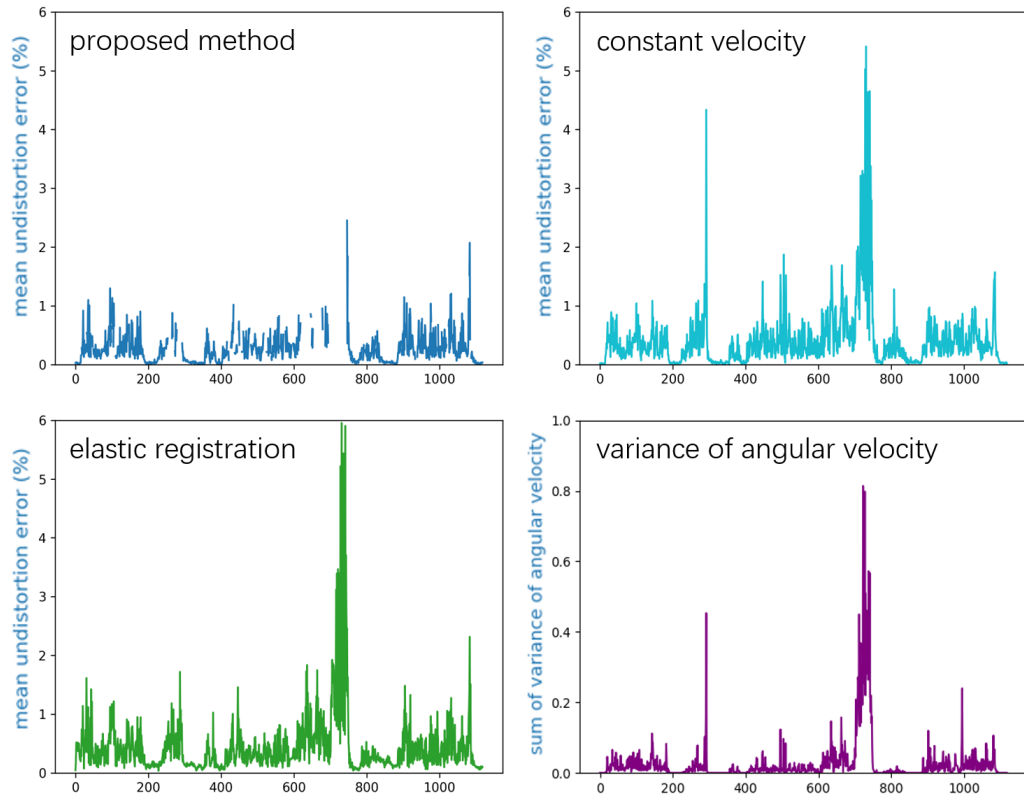 proposed method
mean undistortion error (%)
6
5
4
3
2
1
0
0 200 400 600 800 1000
constant velocity
mean undistortion error (%)
6
5
4
3
2
1
0
0 200 400 600 800 1000
elastic registration
mean undistortion error (%)
6
5
4
3
2
1
0
0 200 400 600 800 1000
variance of angular velocity
sum of variance of angular velocity
1.0
0.8
0.6
0.4
0.2
0.0
0 200 400 600 800 1000